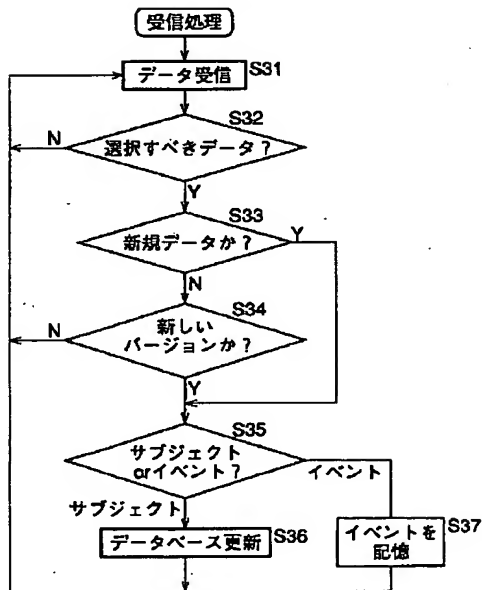 受信処理
データ受信 S31
S32
N
選択すべきデータ?
Y
S33
新規データか?
Y
N
S34
N
新しい
バージョンか?
Y
S35
サブジェクト
orイベント?
イベント
サブジェクト
データベース更新 S36
イベントを
記憶
S37